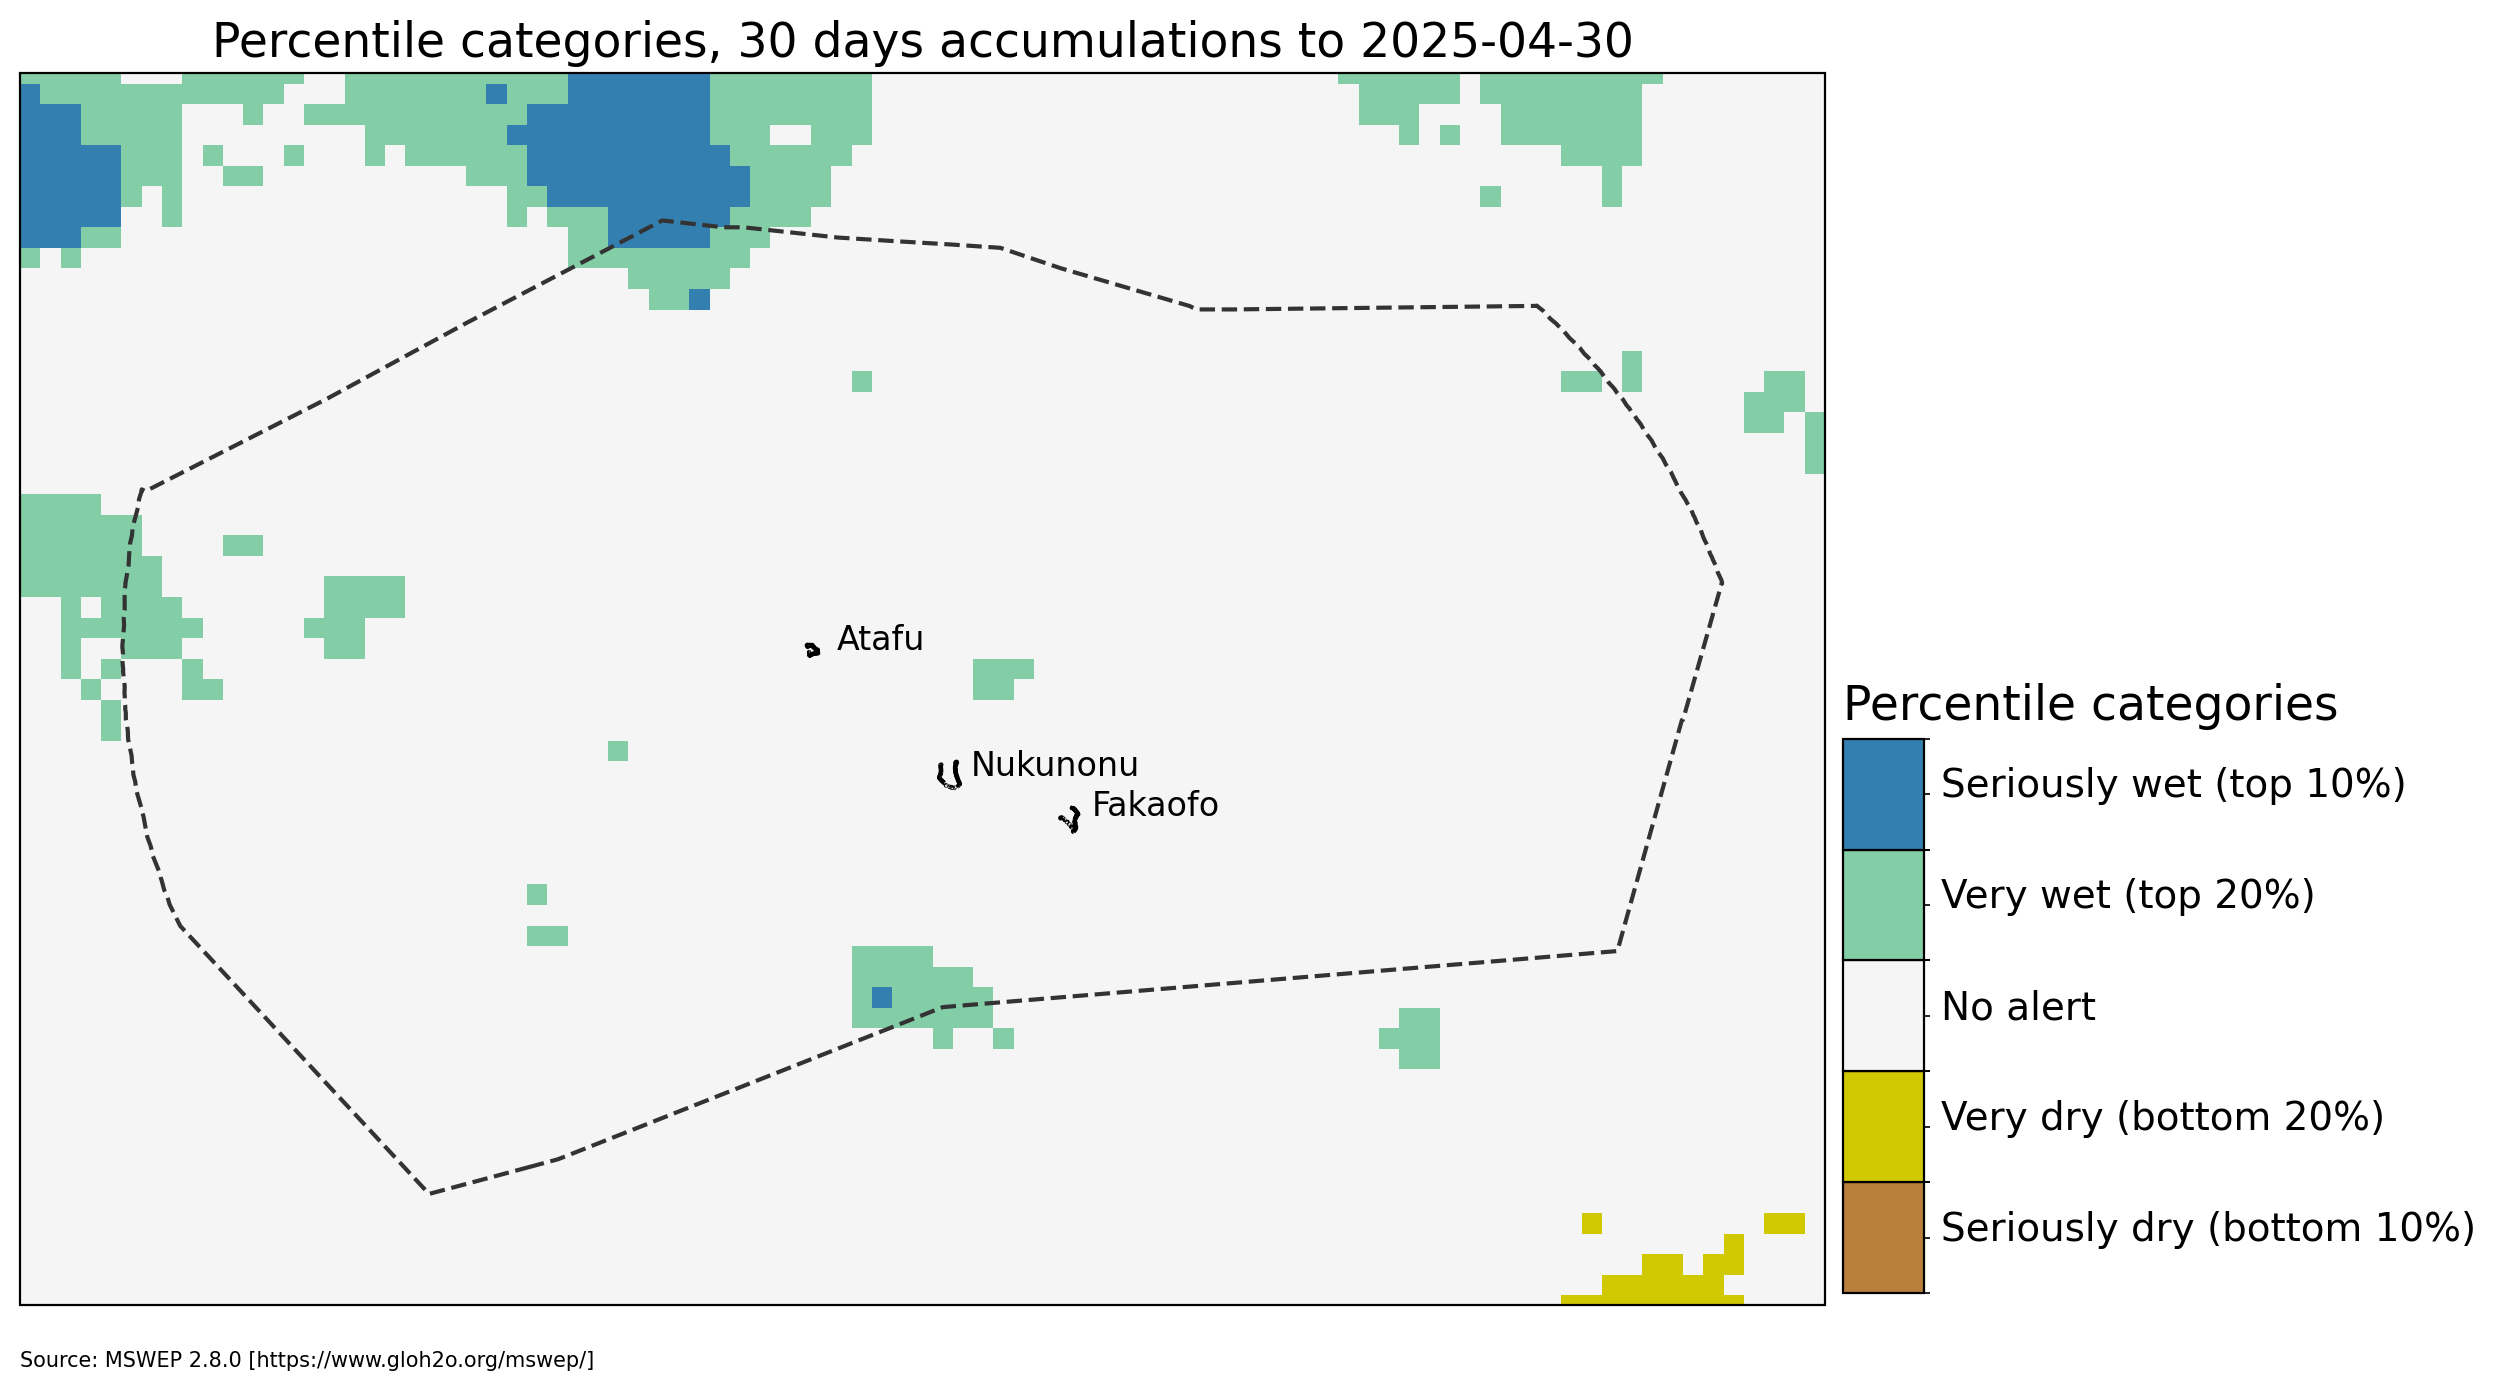 Percentile categories, 30 days accumulations to 2025-04-30
Atafu
Nukunonu
Fakaofo
Percentile categories
Seriously wet (top 10%)
Very wet (top 20%)
No alert
Very dry (bottom 20%)
Seriously dry (bottom 10%)
Source: MSWEP 2.8.0 [https://www.gloh2o.org/mswep/]